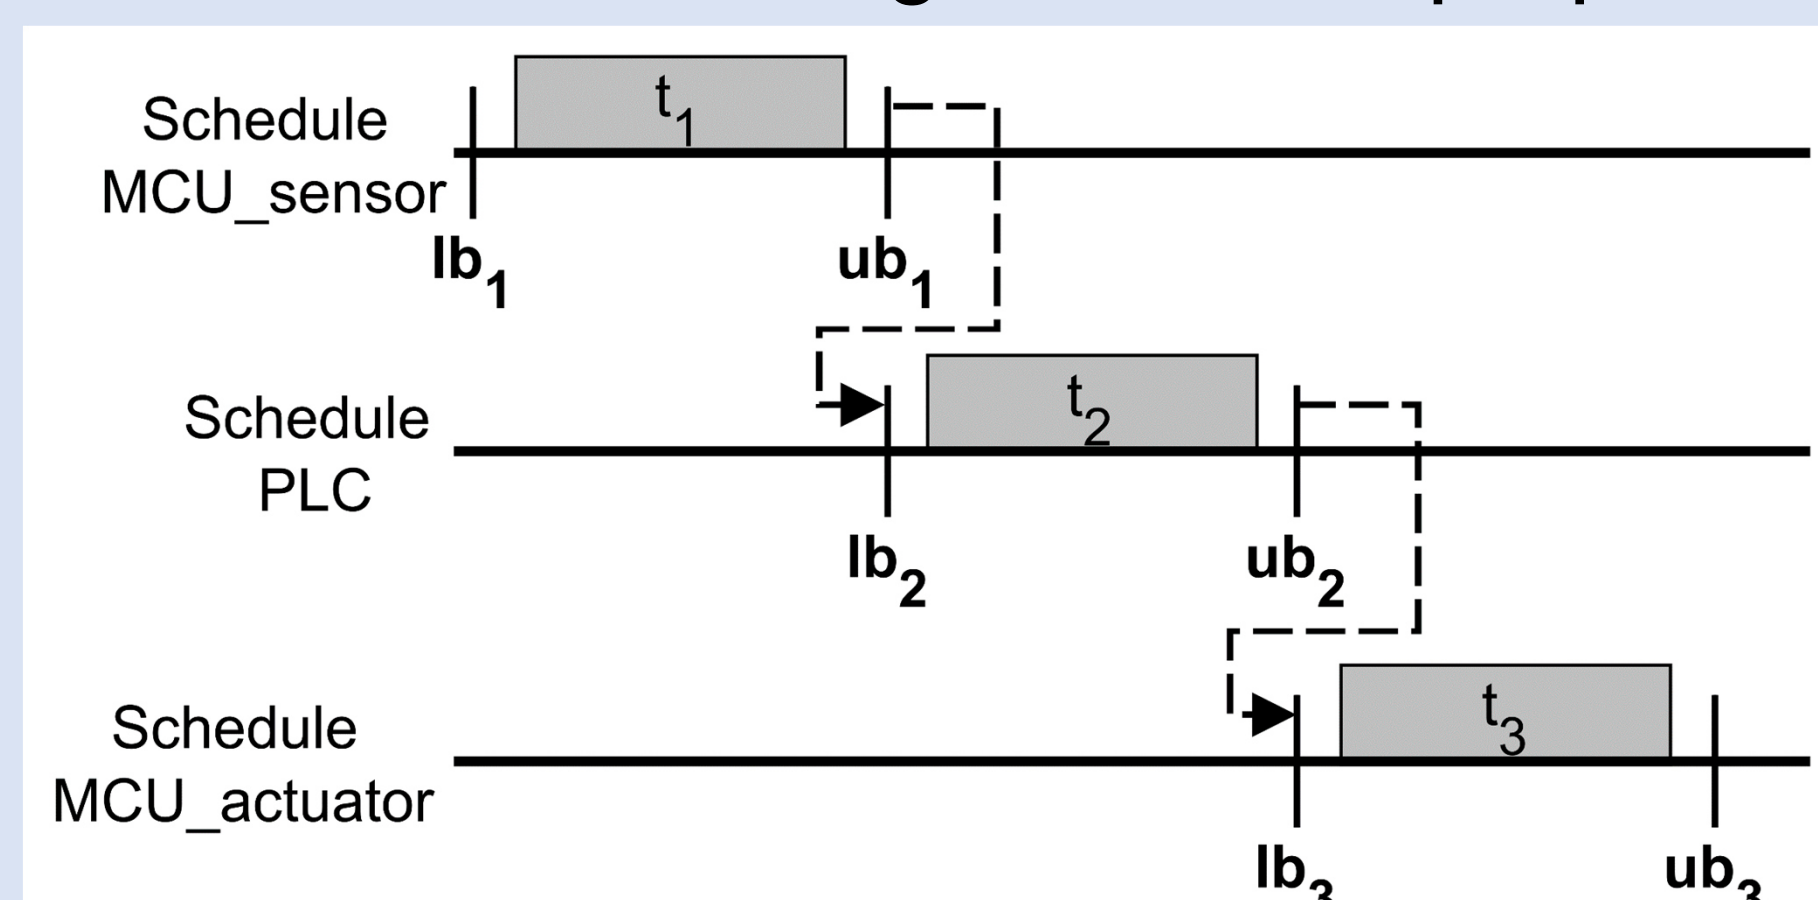 t1
Schedule
MCU_sensor
lb1
ub1
t2
Schedule
PLC
lb2
ub2
t3
Schedule
MCU_actuator
lb3
ub3